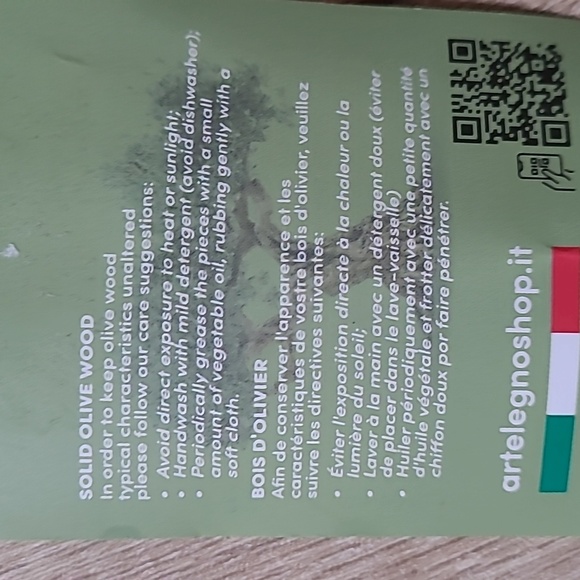 SOLID OLIVE WOOD
In order to keep olive wood
typical characteristics unaltered
please follow our care suggestions:
• Avoid direct exposure to heat or sunlight;
• Handwash with mild detergent (avoid dishwasher);
• Periodically grease the pieces with a small
amount of vegetable oil, rubbing gently with a
soft cloth.
BOIS D'OLIVIER
Afin de conserver l'apparence et les
caractéristiques de vostre bois d'olivier, veuillez
suivre les directives suivantes:
• Éviter l'exposition directe à la chaleur ou la
lumière du soleil;
• Laver à la main avec un détergent doux (éviter
de placer dans le lave-vaisselle)
• Huiler périodiquement avec une petite quantité
d'huile végétale et frotter délicatement avec un
chiffon doux por faire pénétrer.
artelegnoshop.it